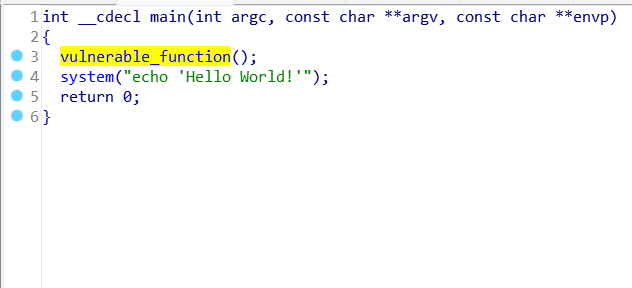 1 int __cdecl main(int argc, const char **argv, const char **envp)
2 {
3   vulnerable_function();
4   system("echo 'Hello World!'");
5   return 0;
6 }